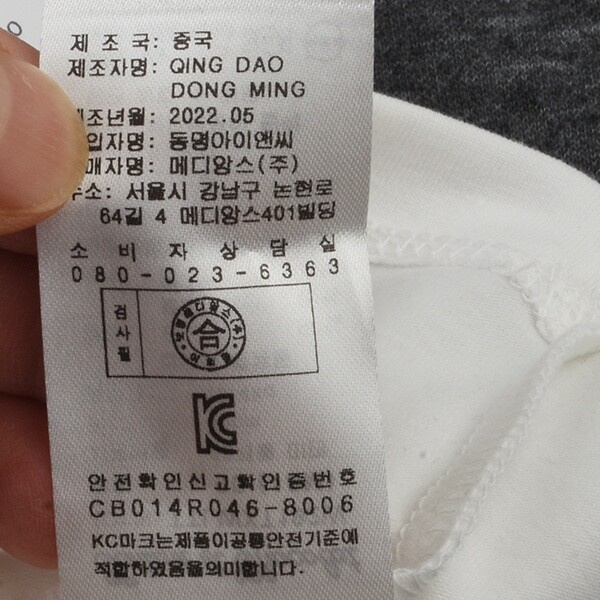 제 조 국: 중국
제조자명: QING DAO
DONG MING
제조년월: 2022.05
입자명: 동명아이앤씨
매자명: 메디앙스(주)
주소: 서울시 강남구 논현로
64길 4 메디앙스401빌딩
소 비 자 상 담 실
080-023-6363
검사필
合
KC
안전확인신고확인증번호
CB014R046-8006
KC마크는제품이공통안전기준에
적합하였음을의미합니다.